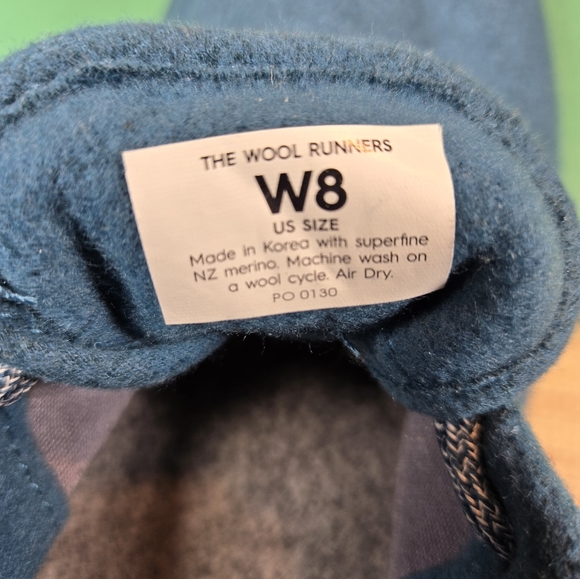 THE WOOL RUNNERS
W8
US SIZE
Made in Korea with superfine
NZ merino. Machine wash on
a wool cycle. Air Dry.
PO 0130